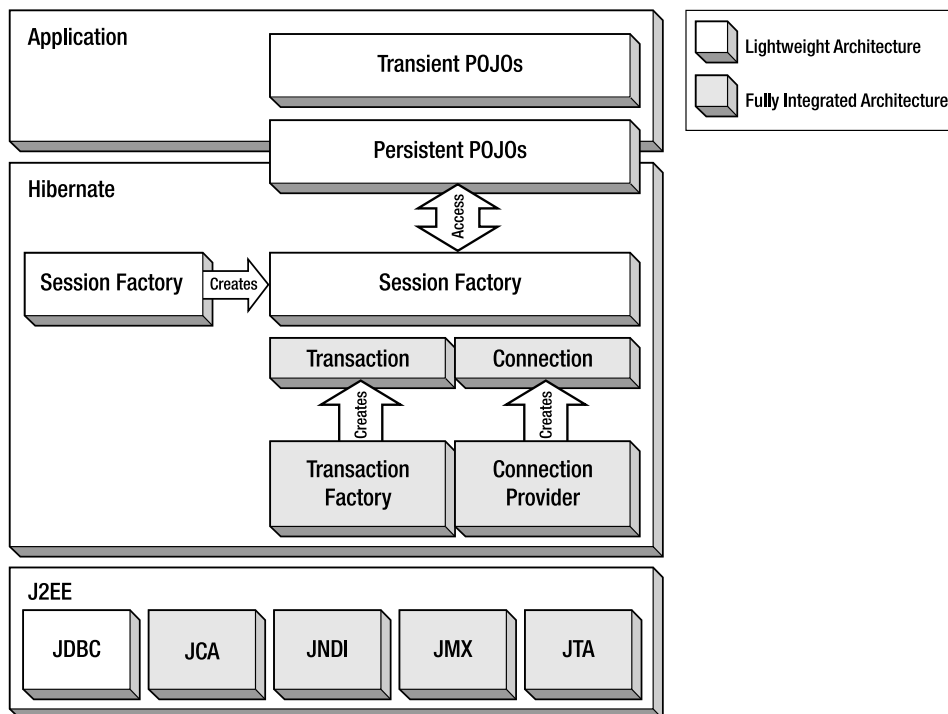 Application
Transient POJOs
Persistent POJOs
Lightweight Architecture
Fully Integrated Architecture
Hibernate
Access
Session Factory
Creates
Session Factory
Transaction
Connection
Creates
Creates
Transaction
Factory
Connection
Provider
J2EE
JDBC
JCA
JNDI
JMX
JTA